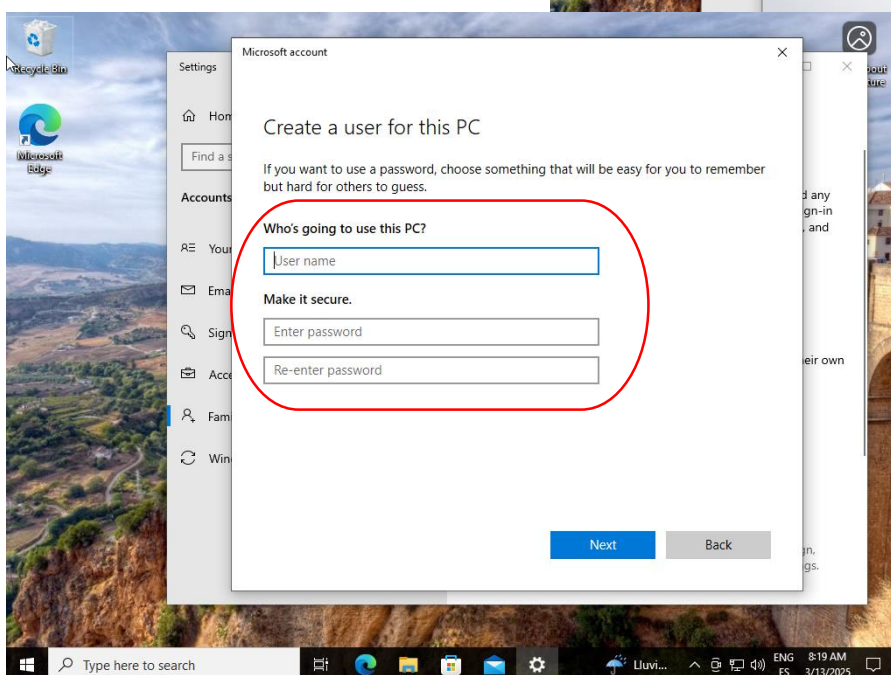 Recycle Bin
Microsoft
Edge
Settings
Microsoft account
Hom
Find a s
Accounts
Your
Ema
Sign
Acce
Fam
Win
Create a user for this PC
If you want to use a password, choose something that will be easy for you to remember
but hard for others to guess.
Who's going to use this PC?
User name
Make it secure.
Enter password
Re-enter password
Next
Back
d any
gn-in
, and
eir own
gn,
gs.
bout
ture
Type here to search
Lluvi...
ENG
ES
8:19 AM
3/13/2025